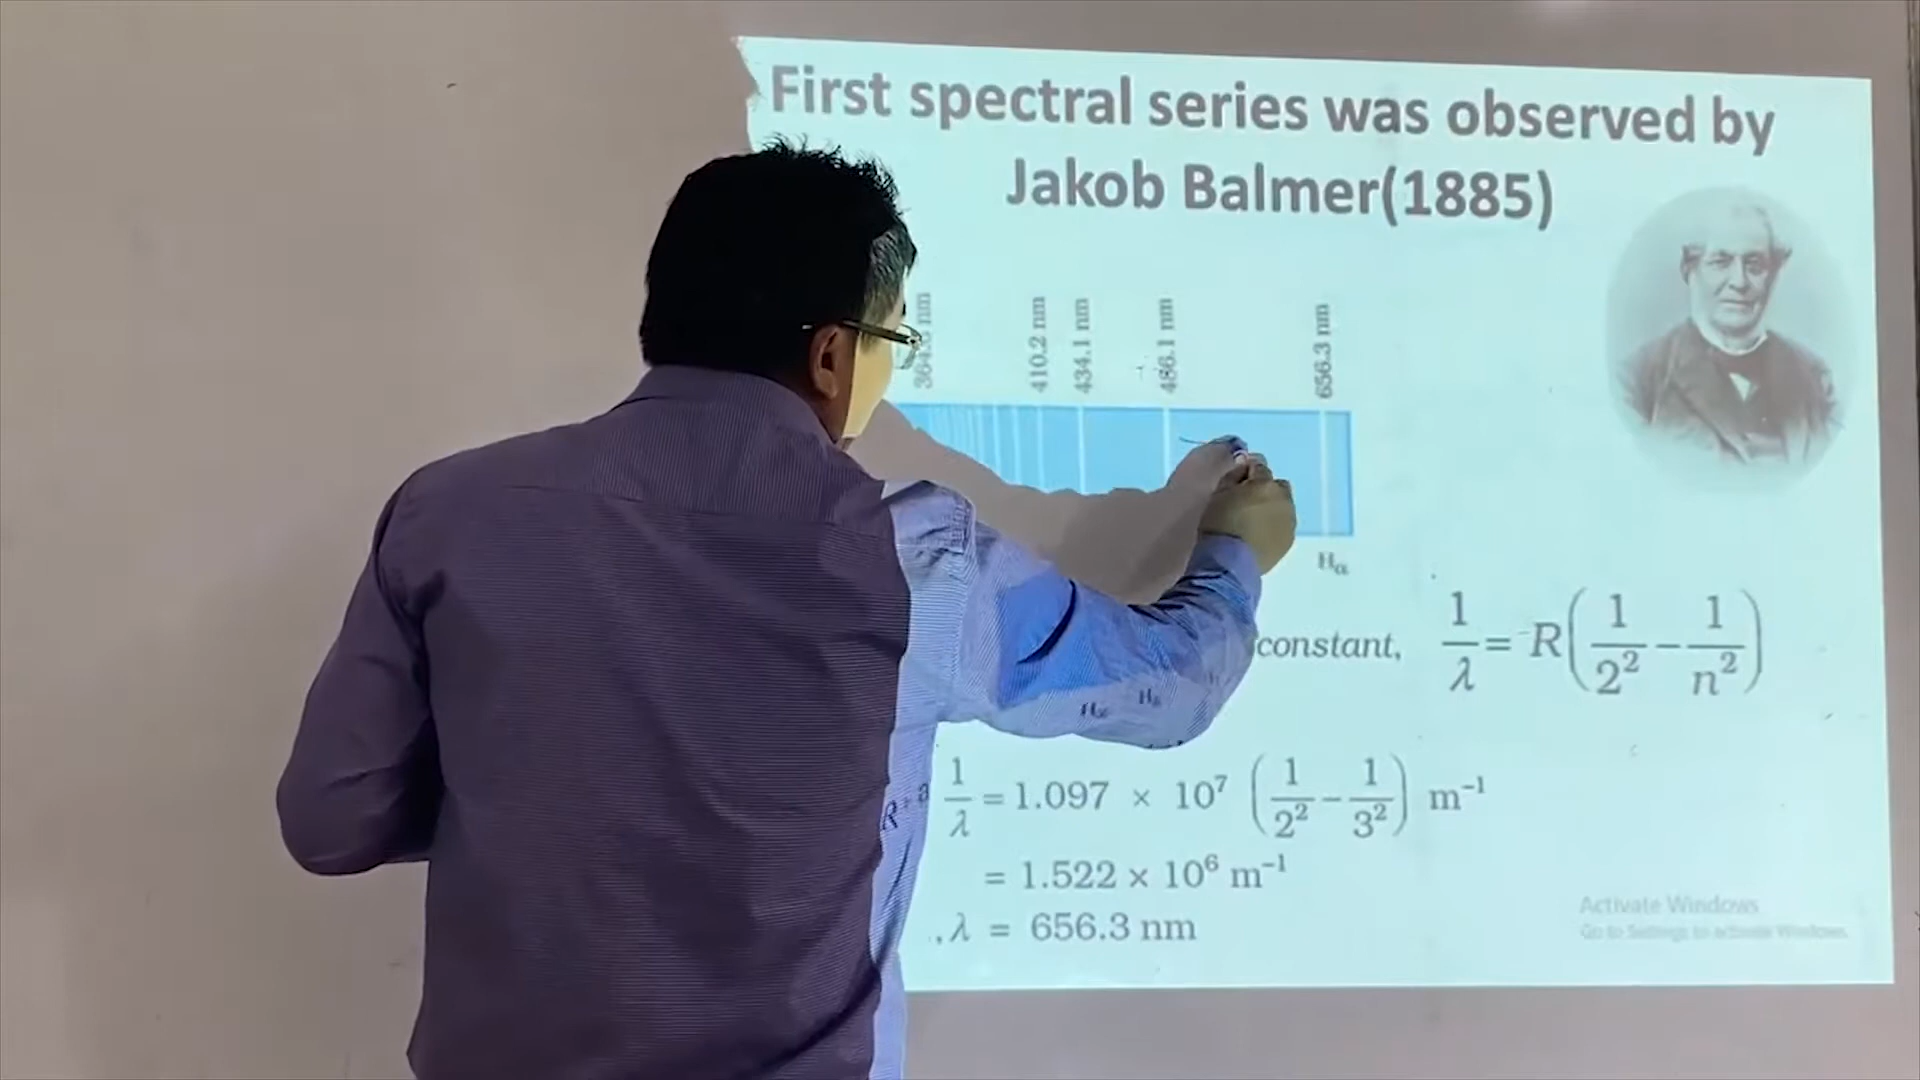 First spectral series was observed by
Jakob Balmer(1885)
410.2 nm
434.1 nm
486.1 nm
656.3 nm
Hα
constant, 1/λ = R(1/2² − 1/n²)
1/λ = 1.097 × 10⁷ (1/2² − 1/3²) m⁻¹
= 1.522 × 10⁶ m⁻¹
λ = 656.3 nm
Activate Windows
Go to Settings to activate Windows.